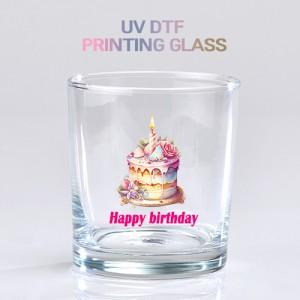 UV DTF
PRINTING GLASS
Happy birthday